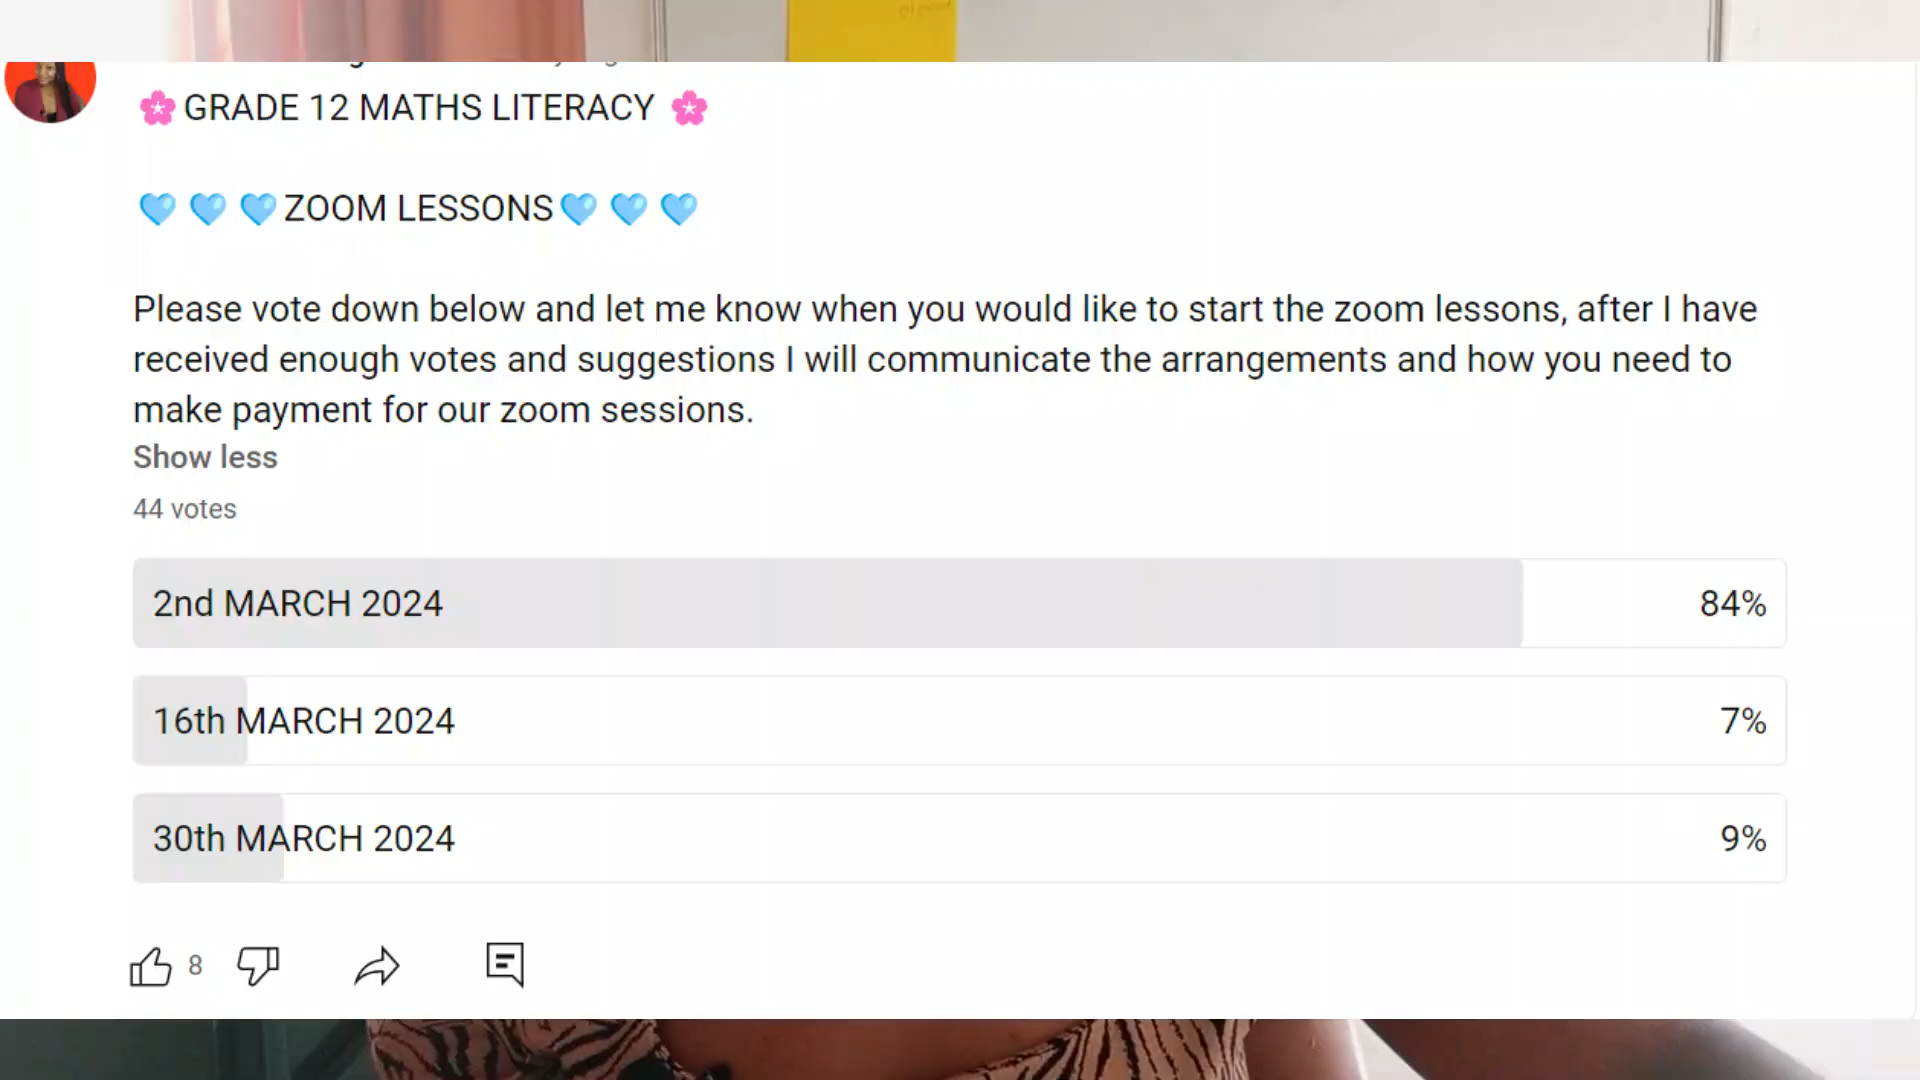 🌸GRADE 12 MATHS LITERACY 🌸
🩵 🩵 🩵ZOOM LESSONS🩵 🩵 🩵
Please vote down below and let me know when you would like to start the zoom lessons, after I have
received enough votes and suggestions I will communicate the arrangements and how you need to
make payment for our zoom sessions.
Show less
44 votes
2nd MARCH 2024 84%
16th MARCH 2024 7%
30th MARCH 2024 9%
8